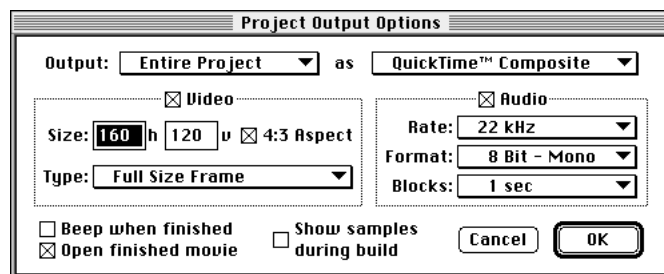 Project Output Options
Output: Entire Project as QuickTime™ Composite
Video
Size: 160 h 120 v 4:3 Aspect
Type: Full Size Frame
Audio
Rate: 22 kHz
Format: 8 Bit - Mono
Blocks: 1 sec
Beep when finished
Open finished movie
Show samples
during build
Cancel
OK